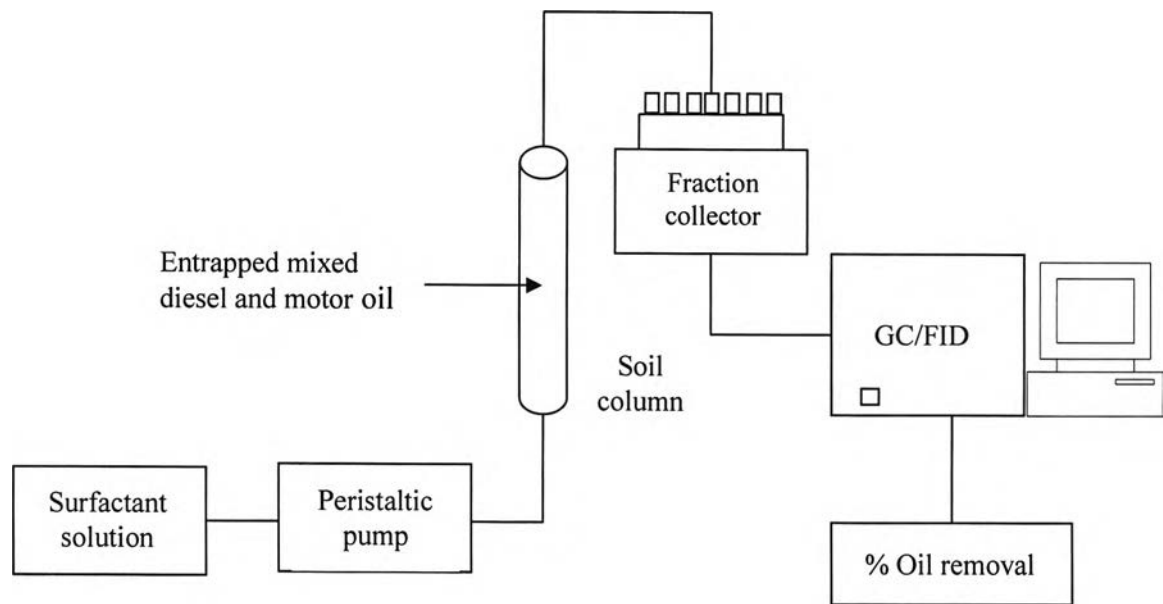 Fraction
collector
Entrapped mixed
diesel and motor oil
GC/FID
Soil
column
Surfactant
solution
Peristaltic
pump
% Oil removal